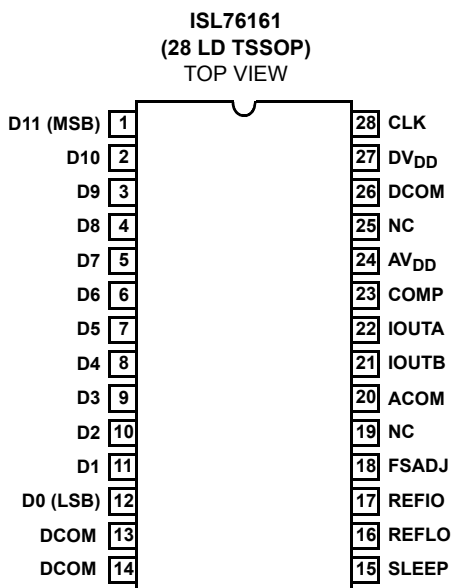 ISL76161
(28 LD TSSOP)
TOP VIEW
D11 (MSB) 1 28 CLK
D10 2 27 DVDD
D9 3 26 DCOM
D8 4 25 NC
D7 5 24 AVDD
D6 6 23 COMP
D5 7 22 IOUTA
D4 8 21 IOUTB
D3 9 20 ACOM
D2 10 19 NC
D1 11 18 FSADJ
D0 (LSB) 12 17 REFIO
DCOM 13 16 REFLO
DCOM 14 15 SLEEP